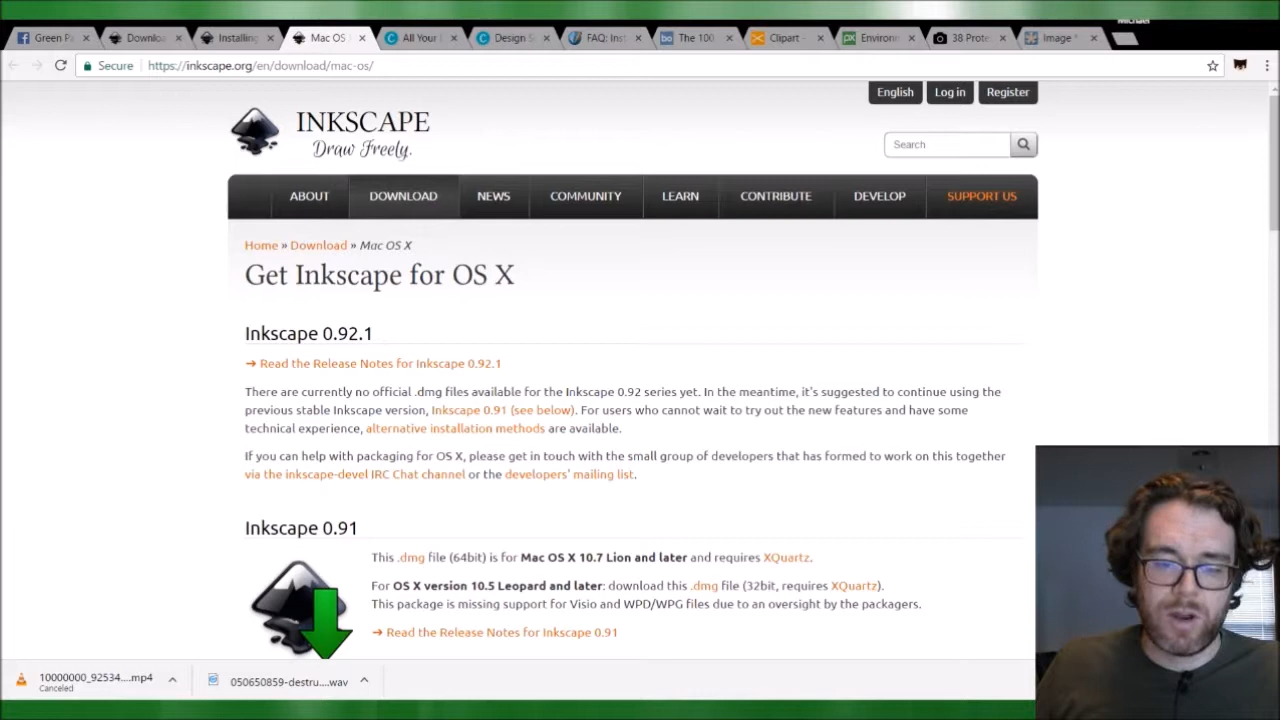 Michael
Green Pa
Downloa
Installing
Mac OS
All Your
Design S
FAQ: Inst
The 100
Clipart -
Environ
38 Prote
Image
Secure
https://inkscape.org/en/download/mac-os/
English
Log in
Register
INKSCAPE
Draw Freely.
Search
ABOUT
DOWNLOAD
NEWS
COMMUNITY
LEARN
CONTRIBUTE
DEVELOP
SUPPORT US
Home » Download » Mac OS X
Get Inkscape for OS X
Inkscape 0.92.1
➔ Read the Release Notes for Inkscape 0.92.1
There are currently no official .dmg files available for the Inkscape 0.92 series yet. In the meantime, it's suggested to continue using the
previous stable Inkscape version, Inkscape 0.91 (see below). For users who cannot wait to try out the new features and have some
technical experience, alternative installation methods are available.
If you can help with packaging for OS X, please get in touch with the small group of developers that has formed to work on this together
via the inkscape-devel IRC Chat channel or the developers' mailing list.
Inkscape 0.91
This .dmg file (64bit) is for Mac OS X 10.7 Lion and later and requires XQuartz.
For OS X version 10.5 Leopard and later: download this .dmg file (32bit, requires XQuartz).
This package is missing support for Visio and WPD/WPG files due to an oversight by the packagers.
➔ Read the Release Notes for Inkscape 0.91
10000000_92534....mp4
Canceled
050650859-destru....wav